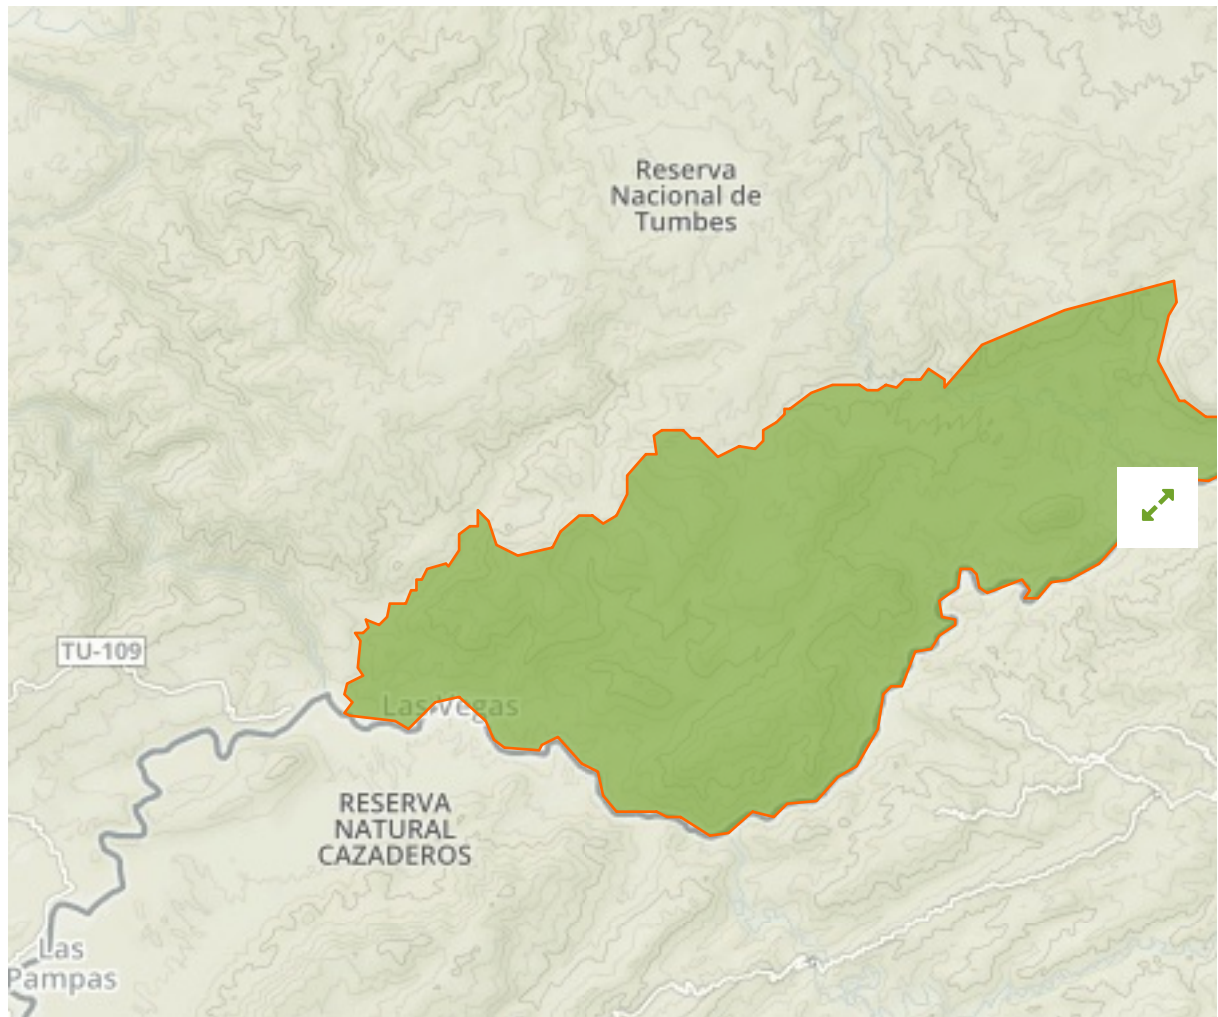 Reserva
Nacional de
Tumbes
TU-109
Las Vegas
RESERVA
NATURAL
CAZADEROS
Las
Pampas